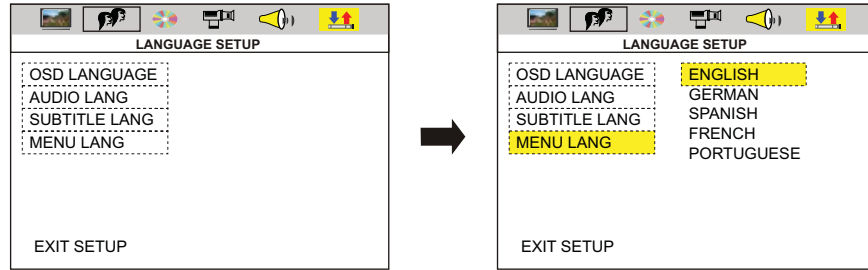 LANGUAGE SETUP
OSD LANGUAGE
AUDIO LANG
SUBTITLE LANG
MENU LANG
EXIT SETUP
LANGUAGE SETUP
OSD LANGUAGE
AUDIO LANG
SUBTITLE LANG
MENU LANG
ENGLISH
GERMAN
SPANISH
FRENCH
PORTUGUESE
EXIT SETUP